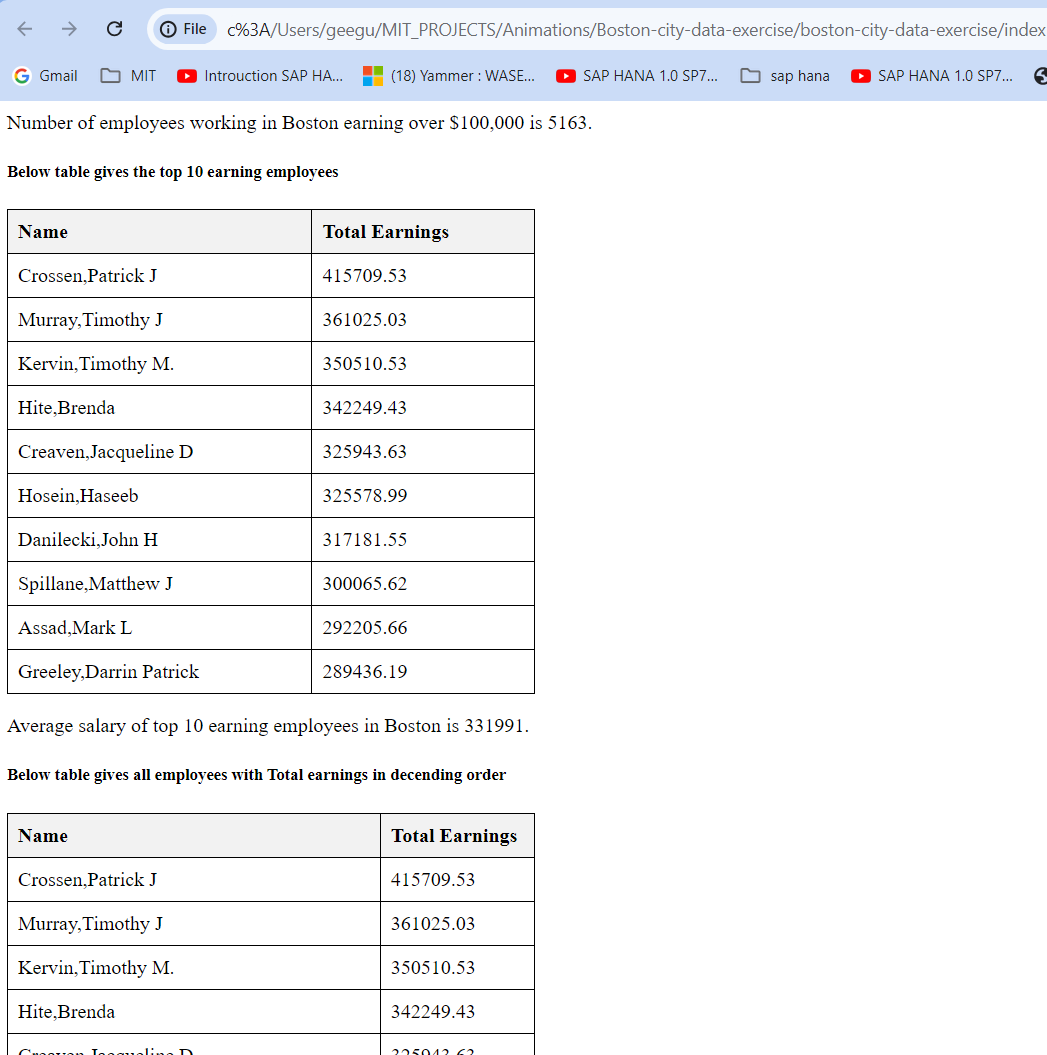 File c%3A/Users/geegu/MIT_PROJECTS/Animations/Boston-city-data-exercise/boston-city-data-exercise/index
Gmail MIT Introuction SAP HA... (18) Yammer : WASE... SAP HANA 1.0 SP7... sap hana SAP HANA 1.0 SP7...
Number of employees working in Boston earning over $100,000 is 5163.
Below table gives the top 10 earning employees
Name Total Earnings
Crossen,Patrick J 415709.53
Murray,Timothy J 361025.03
Kervin,Timothy M. 350510.53
Hite,Brenda 342249.43
Creaven,Jacqueline D 325943.63
Hosein,Haseeb 325578.99
Danilecki,John H 317181.55
Spillane,Matthew J 300065.62
Assad,Mark L 292205.66
Greeley,Darrin Patrick 289436.19
Average salary of top 10 earning employees in Boston is 331991.
Below table gives all employees with Total earnings in decending order
Name Total Earnings
Crossen,Patrick J 415709.53
Murray,Timothy J 361025.03
Kervin,Timothy M. 350510.53
Hite,Brenda 342249.43
Creaven,Jacqueline D 325943.63